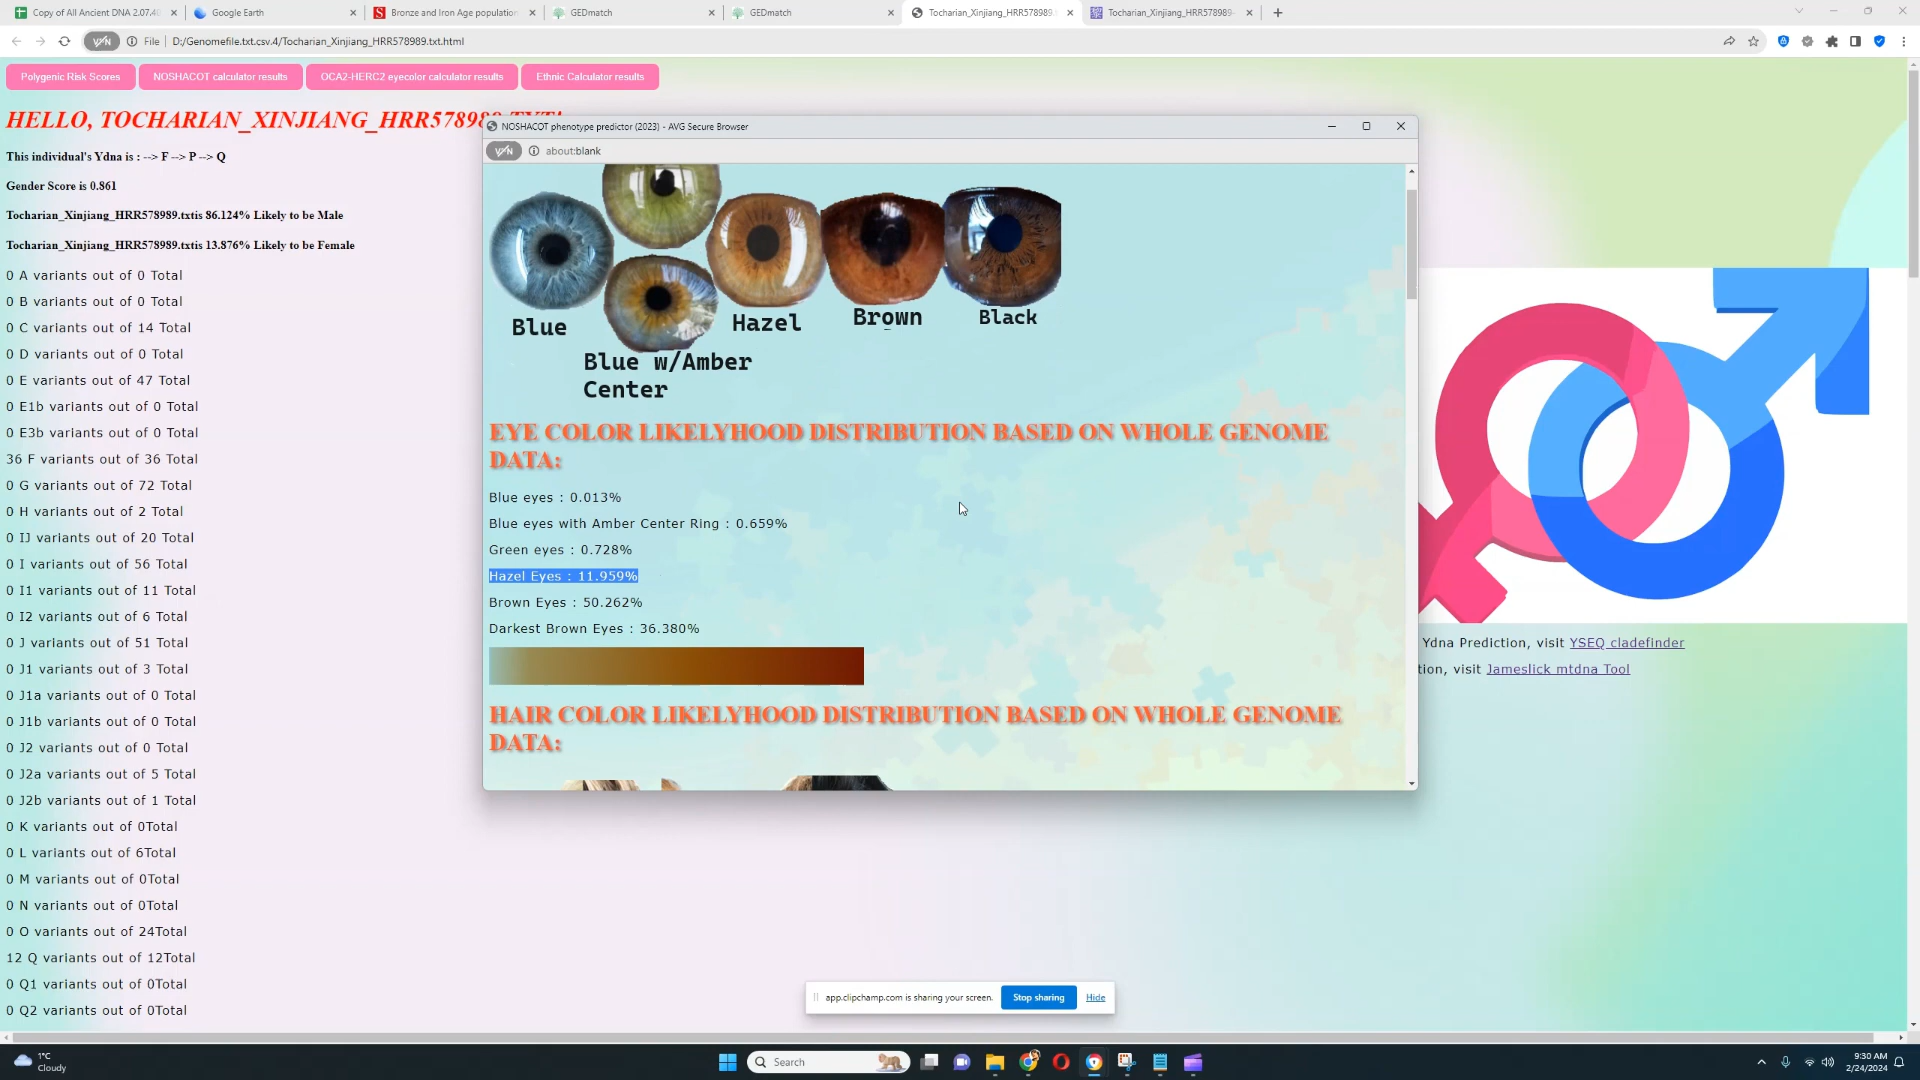 Copy of All Ancient DNA 2.07.40
Google Earth
Bronze and Iron Age population
GEDmatch
GEDmatch
Tocharian_Xinjiang_HRR578989.
Tocharian_Xinjiang_HRR578989-
VPN
File
D:/Genomefile.txt.csv.4/Tocharian_Xinjiang_HRR578989.txt.html
Polygenic Risk Scores
NOSHACOT calculator results
OCA2-HERC2 eyecolor calculator results
Ethnic Calculator results
HELLO, TOCHARIAN_XINJIANG_HRR578989.TXT!
This individual's Ydna is : --> F --> P --> Q
Gender Score is 0.861
Tocharian_Xinjiang_HRR578989.txtis 86.124% Likely to be Male
Tocharian_Xinjiang_HRR578989.txtis 13.876% Likely to be Female
0 A variants out of 0 Total
0 B variants out of 0 Total
0 C variants out of 14 Total
0 D variants out of 0 Total
0 E variants out of 47 Total
0 E1b variants out of 0 Total
0 E3b variants out of 0 Total
36 F variants out of 36 Total
0 G variants out of 72 Total
0 H variants out of 2 Total
0 IJ variants out of 20 Total
0 I variants out of 56 Total
0 I1 variants out of 11 Total
0 I2 variants out of 6 Total
0 J variants out of 51 Total
0 J1 variants out of 3 Total
0 J1a variants out of 0 Total
0 J1b variants out of 0 Total
0 J2 variants out of 0 Total
0 J2a variants out of 5 Total
0 J2b variants out of 1 Total
0 K variants out of 0Total
0 L variants out of 6Total
0 M variants out of 0Total
0 N variants out of 0Total
0 O variants out of 24Total
12 Q variants out of 12Total
0 Q1 variants out of 0Total
0 Q2 variants out of 0Total
NOSHACOT phenotype predictor (2023) - AVG Secure Browser
VPN
about:blank
Blue
Blue w/Amber
Center
Hazel
Brown
Black
EYE COLOR LIKELYHOOD DISTRIBUTION BASED ON WHOLE GENOME
DATA:
Blue eyes : 0.013%
Blue eyes with Amber Center Ring : 0.659%
Green eyes : 0.728%
Hazel Eyes : 11.959%
Brown Eyes : 50.262%
Darkest Brown Eyes : 36.380%
HAIR COLOR LIKELYHOOD DISTRIBUTION BASED ON WHOLE GENOME
DATA:
Ydna Prediction, visit YSEQ cladefinder
tion, visit Jameslick mtdna Tool
app.clipchamp.com is sharing your screen.
Stop sharing
Hide
1°C
Cloudy
Search
9:30 AM
2/24/2024